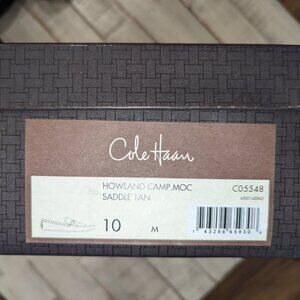 Cole Haan
HOWLAND CAMP.MOC C05548
SADDLE TAN
10 M